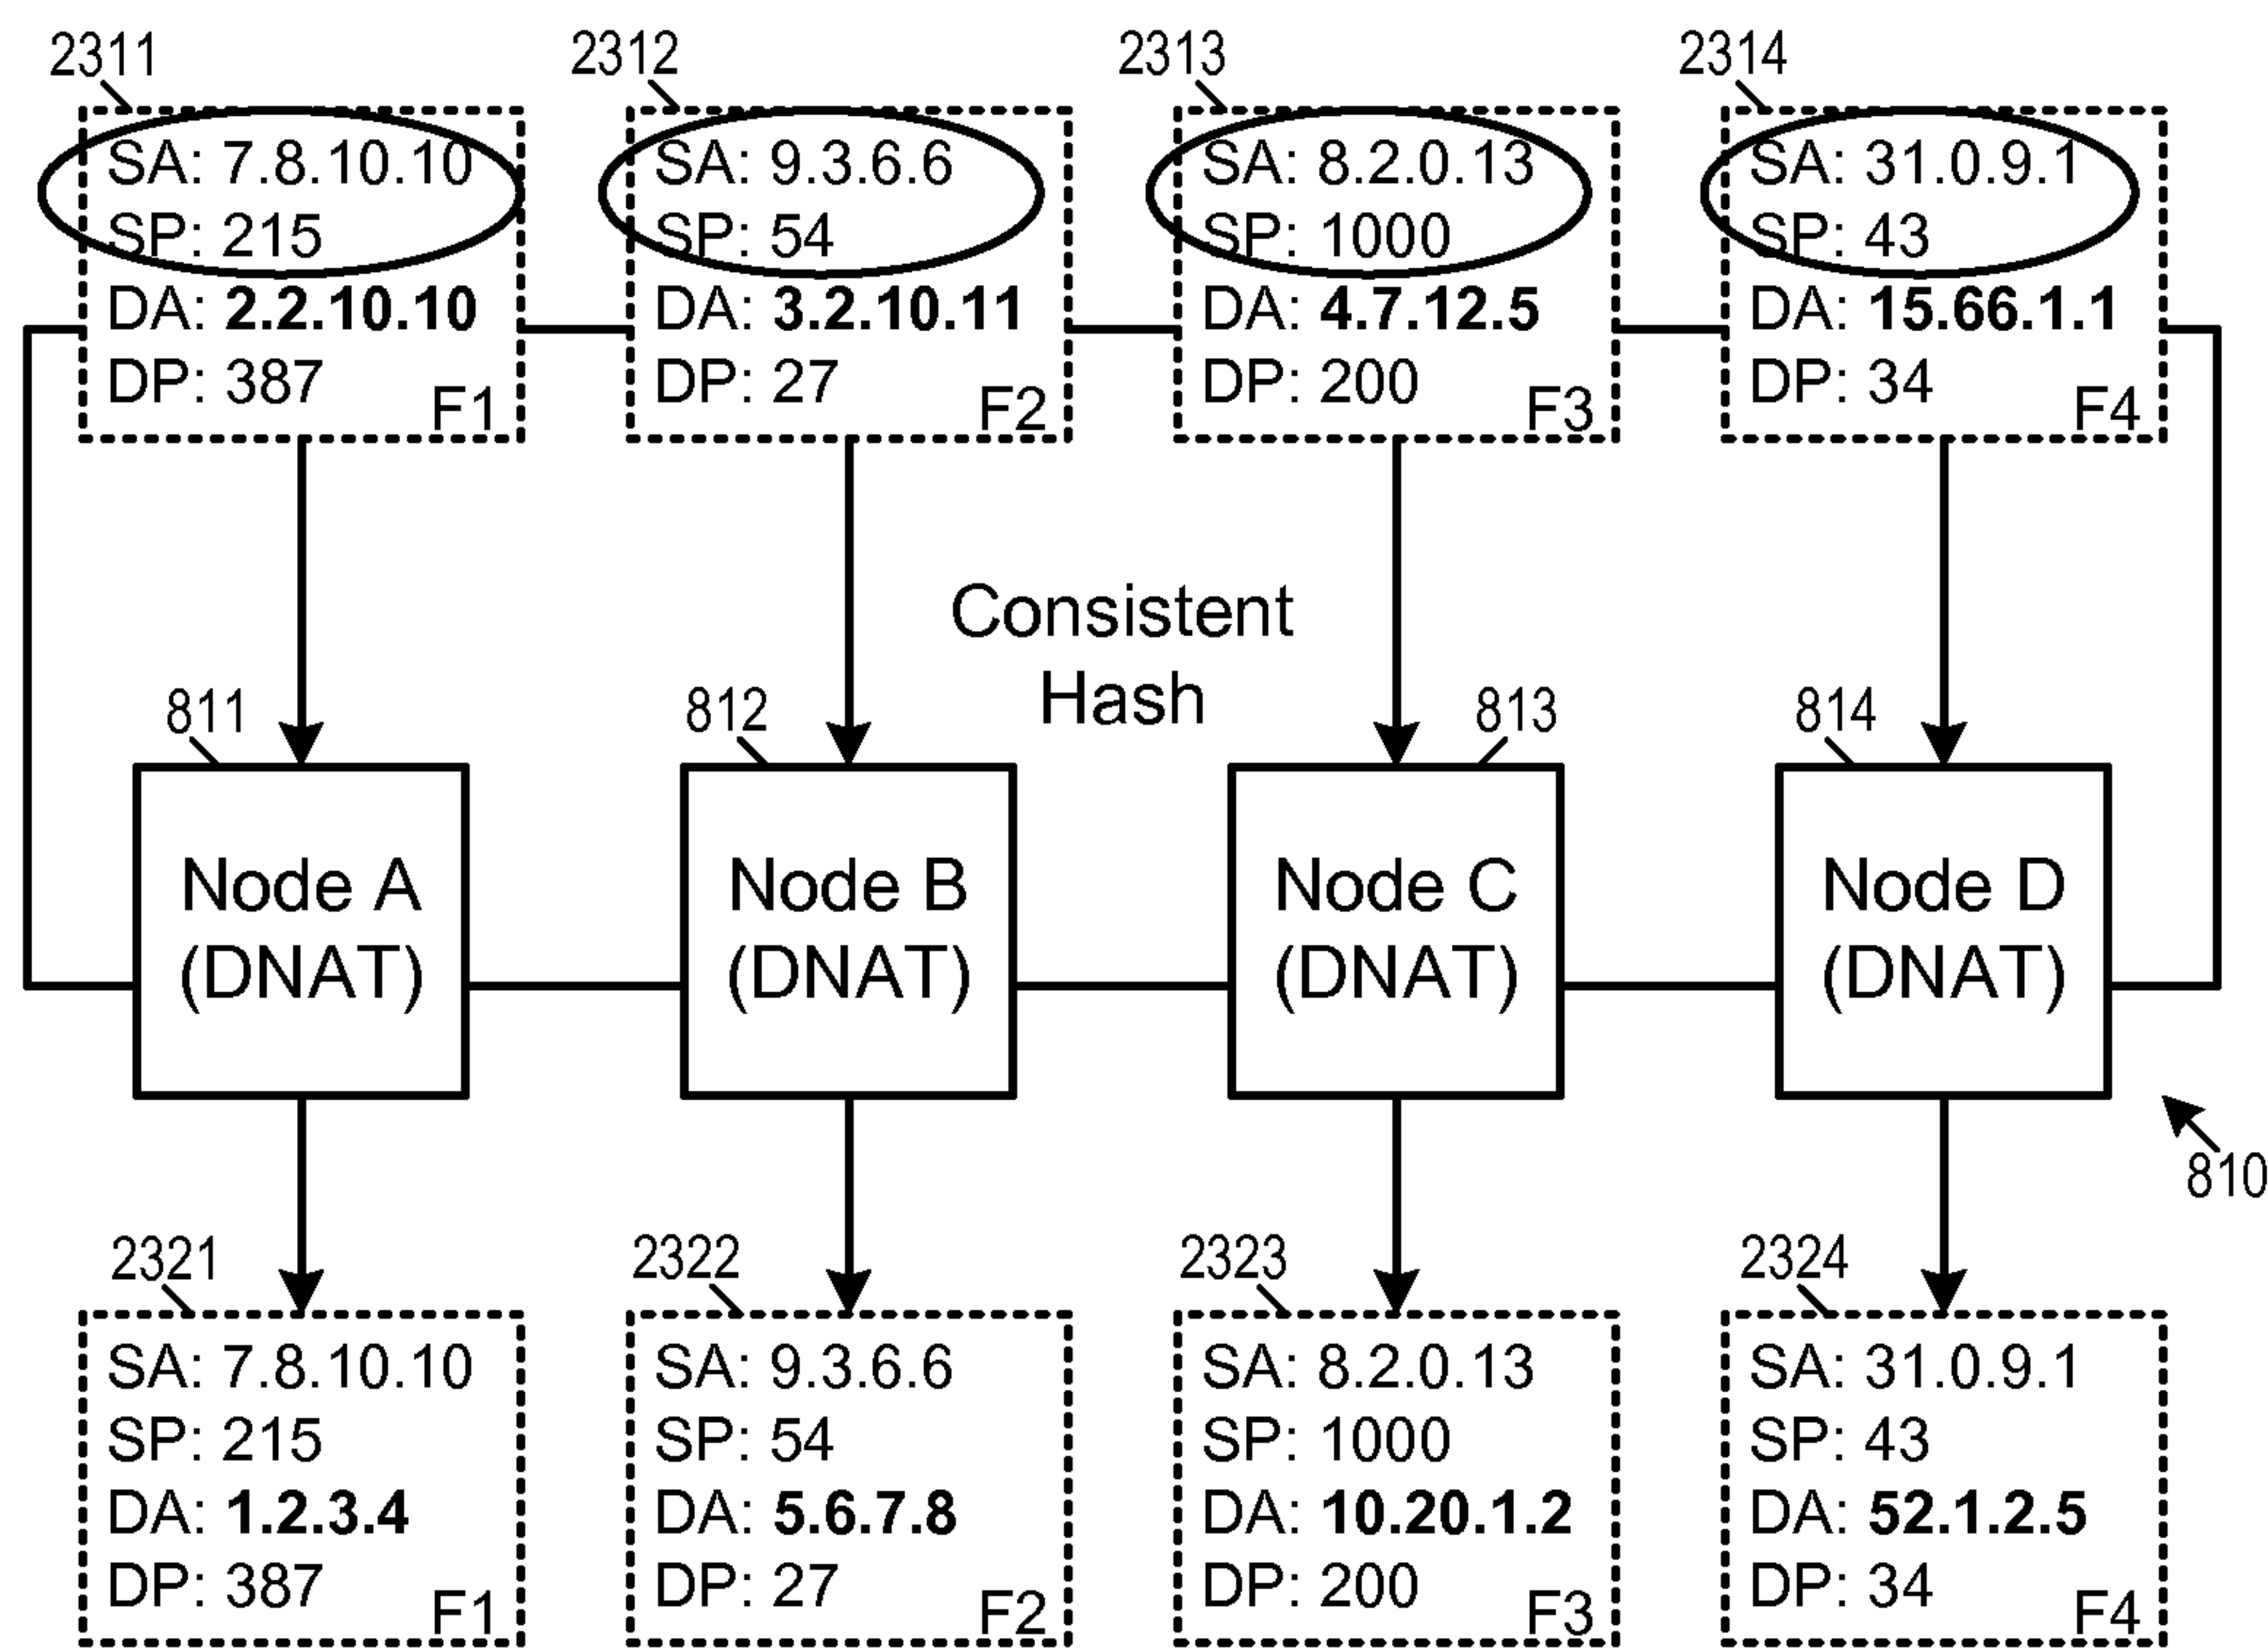 2311
2312
2313
2314
SA: 7.8.10.10
SP: 215
DA: 2.2.10.10
DP: 387
F1
SA: 9.3.6.6
SP: 54
DA: 3.2.10.11
DP: 27
F2
SA: 8.2.0.13
SP: 1000
DA: 4.7.12.5
DP: 200
F3
SA: 31.0.9.1
SP: 43
DA: 15.66.1.1
DP: 34
F4
Consistent
Hash
811
812
813
814
Node A
(DNAT)
Node B
(DNAT)
Node C
(DNAT)
Node D
(DNAT)
810
2321
2322
2323
2324
SA: 7.8.10.10
SP: 215
DA: 1.2.3.4
DP: 387
F1
SA: 9.3.6.6
SP: 54
DA: 5.6.7.8
DP: 27
F2
SA: 8.2.0.13
SP: 1000
DA: 10.20.1.2
DP: 200
F3
SA: 31.0.9.1
SP: 43
DA: 52.1.2.5
DP: 34
F4